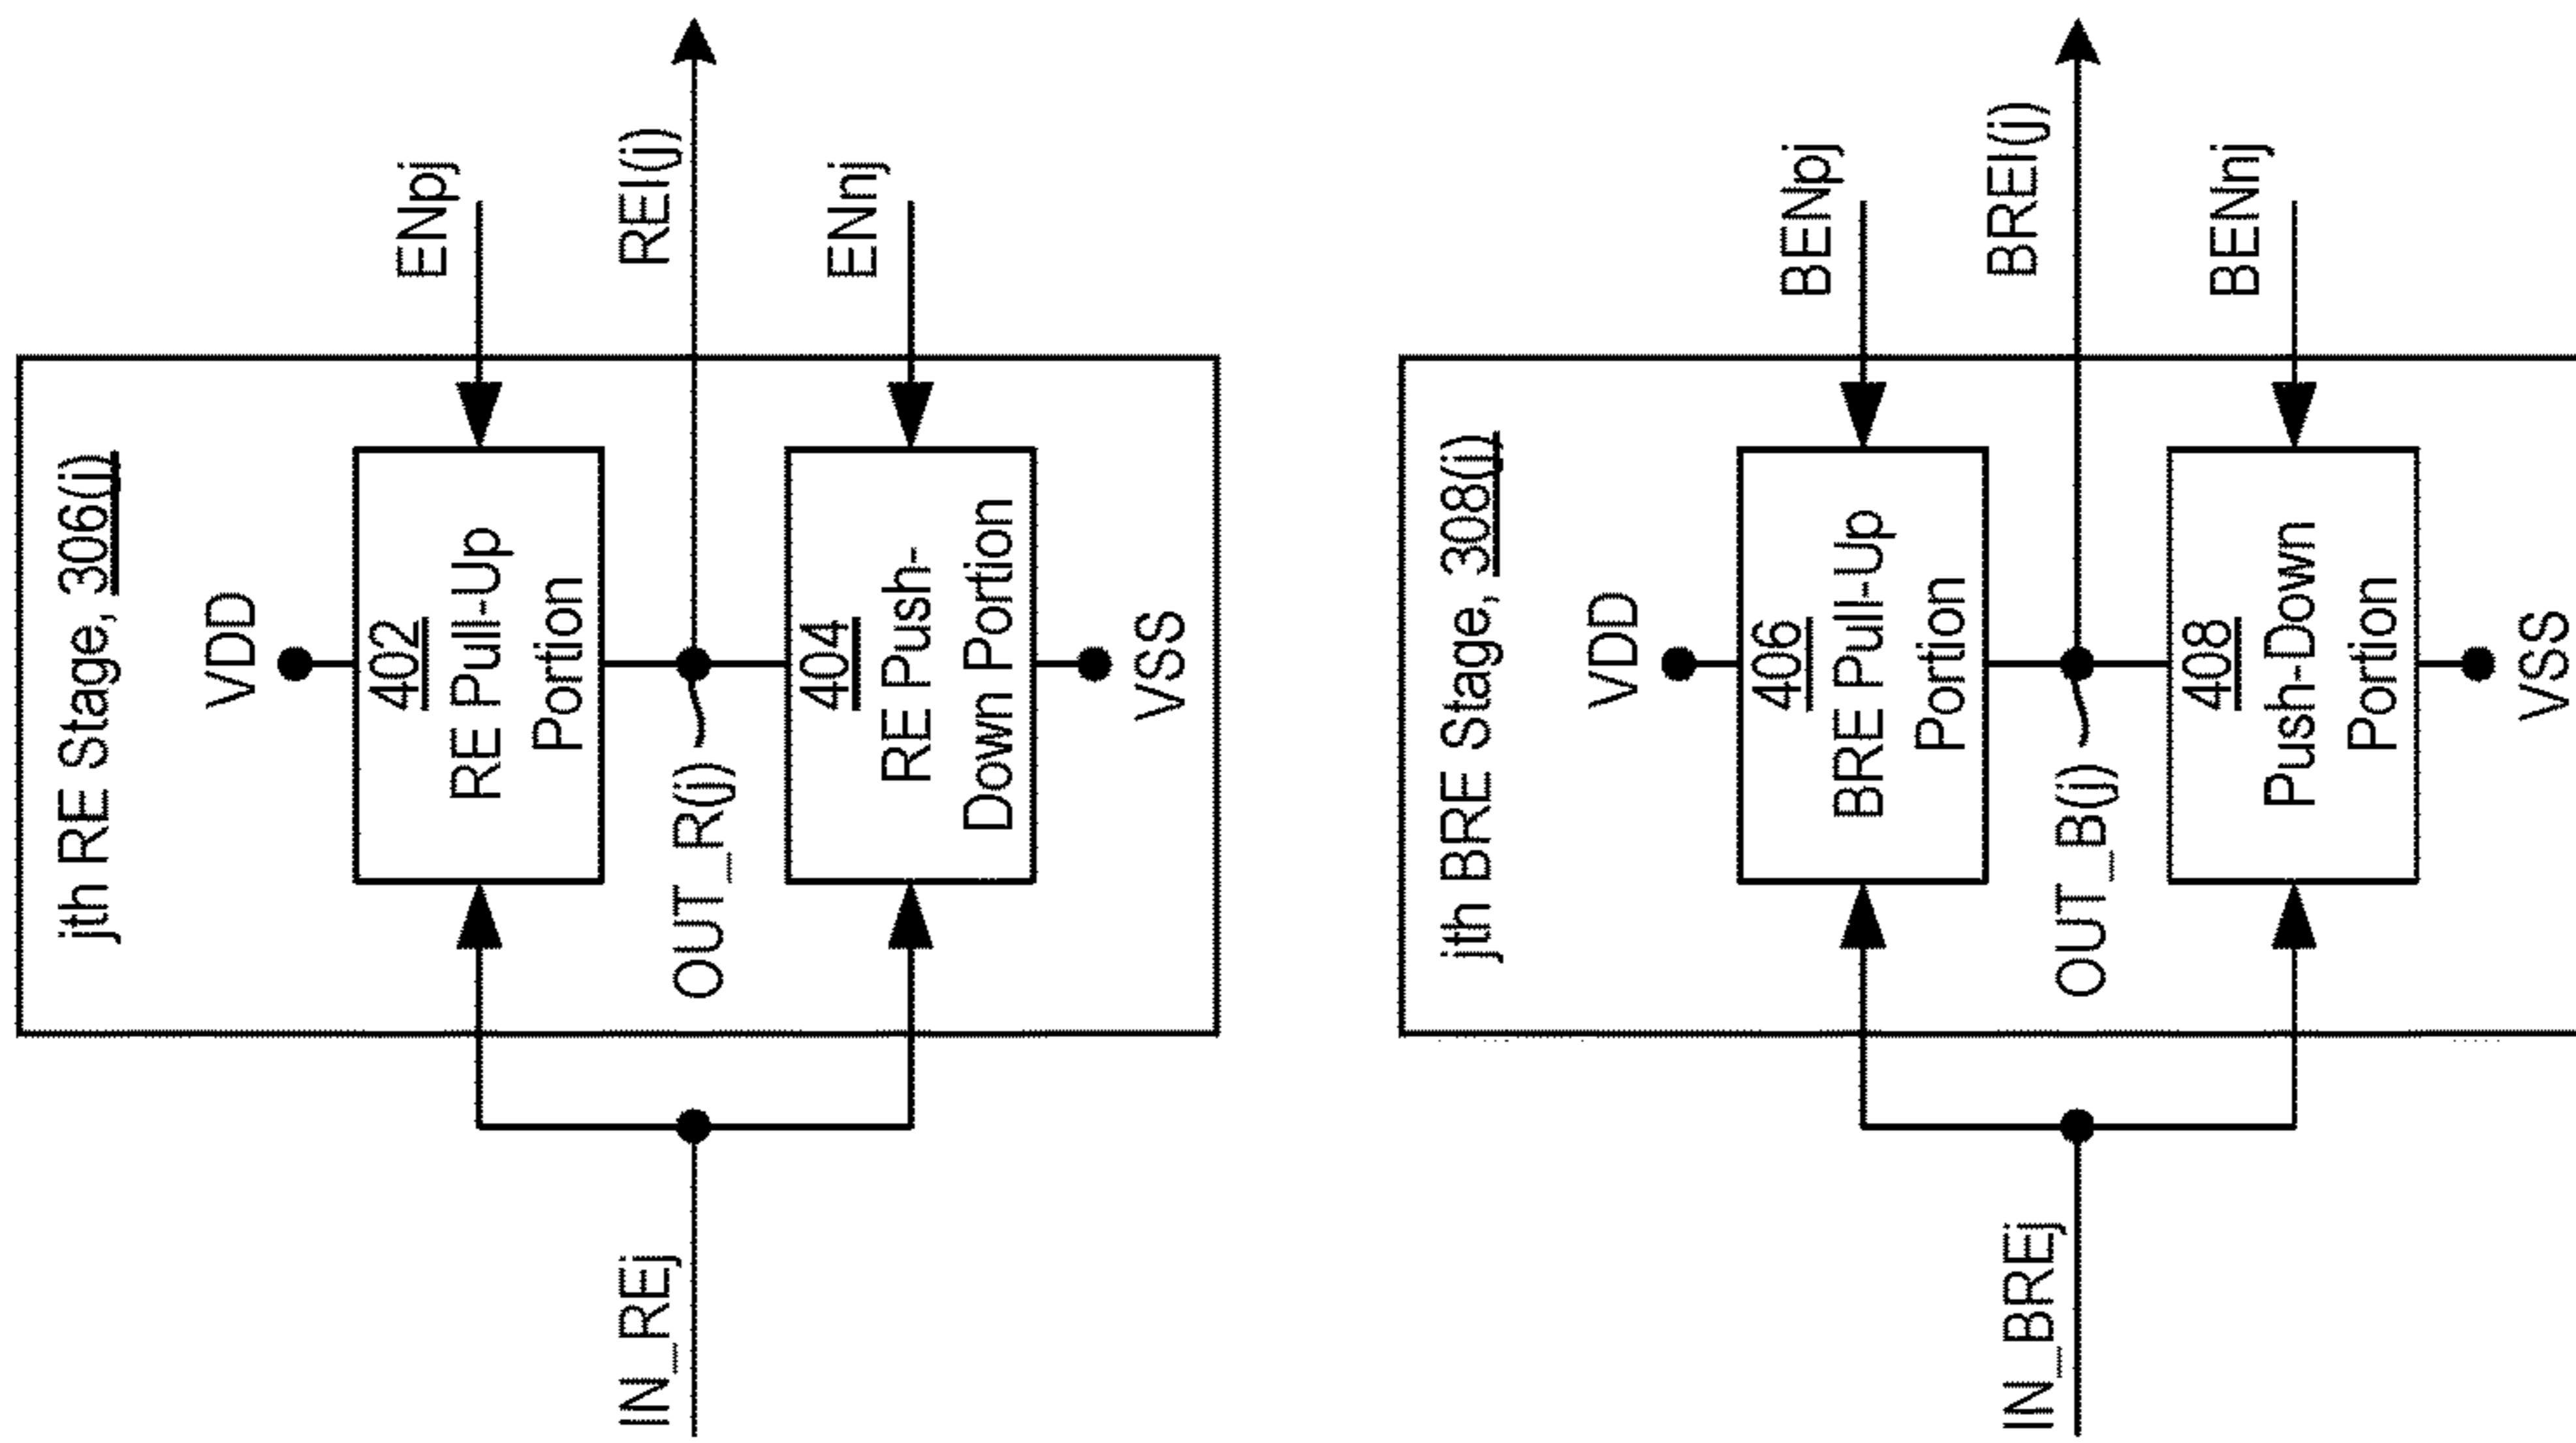 jth RE Stage, 306(j)
VDD
402
RE Pull-Up
Portion
ENpj
IN_REj
OUT_R(j)
REI(j)
404
RE Push-
Down Portion
ENnj
VSS
jth BRE Stage, 308(j)
VDD
406
BRE Pull-Up
Portion
BENpj
IN_BREj
OUT_B(j)
BREI(j)
408
Push-Down
Portion
BENnj
VSS